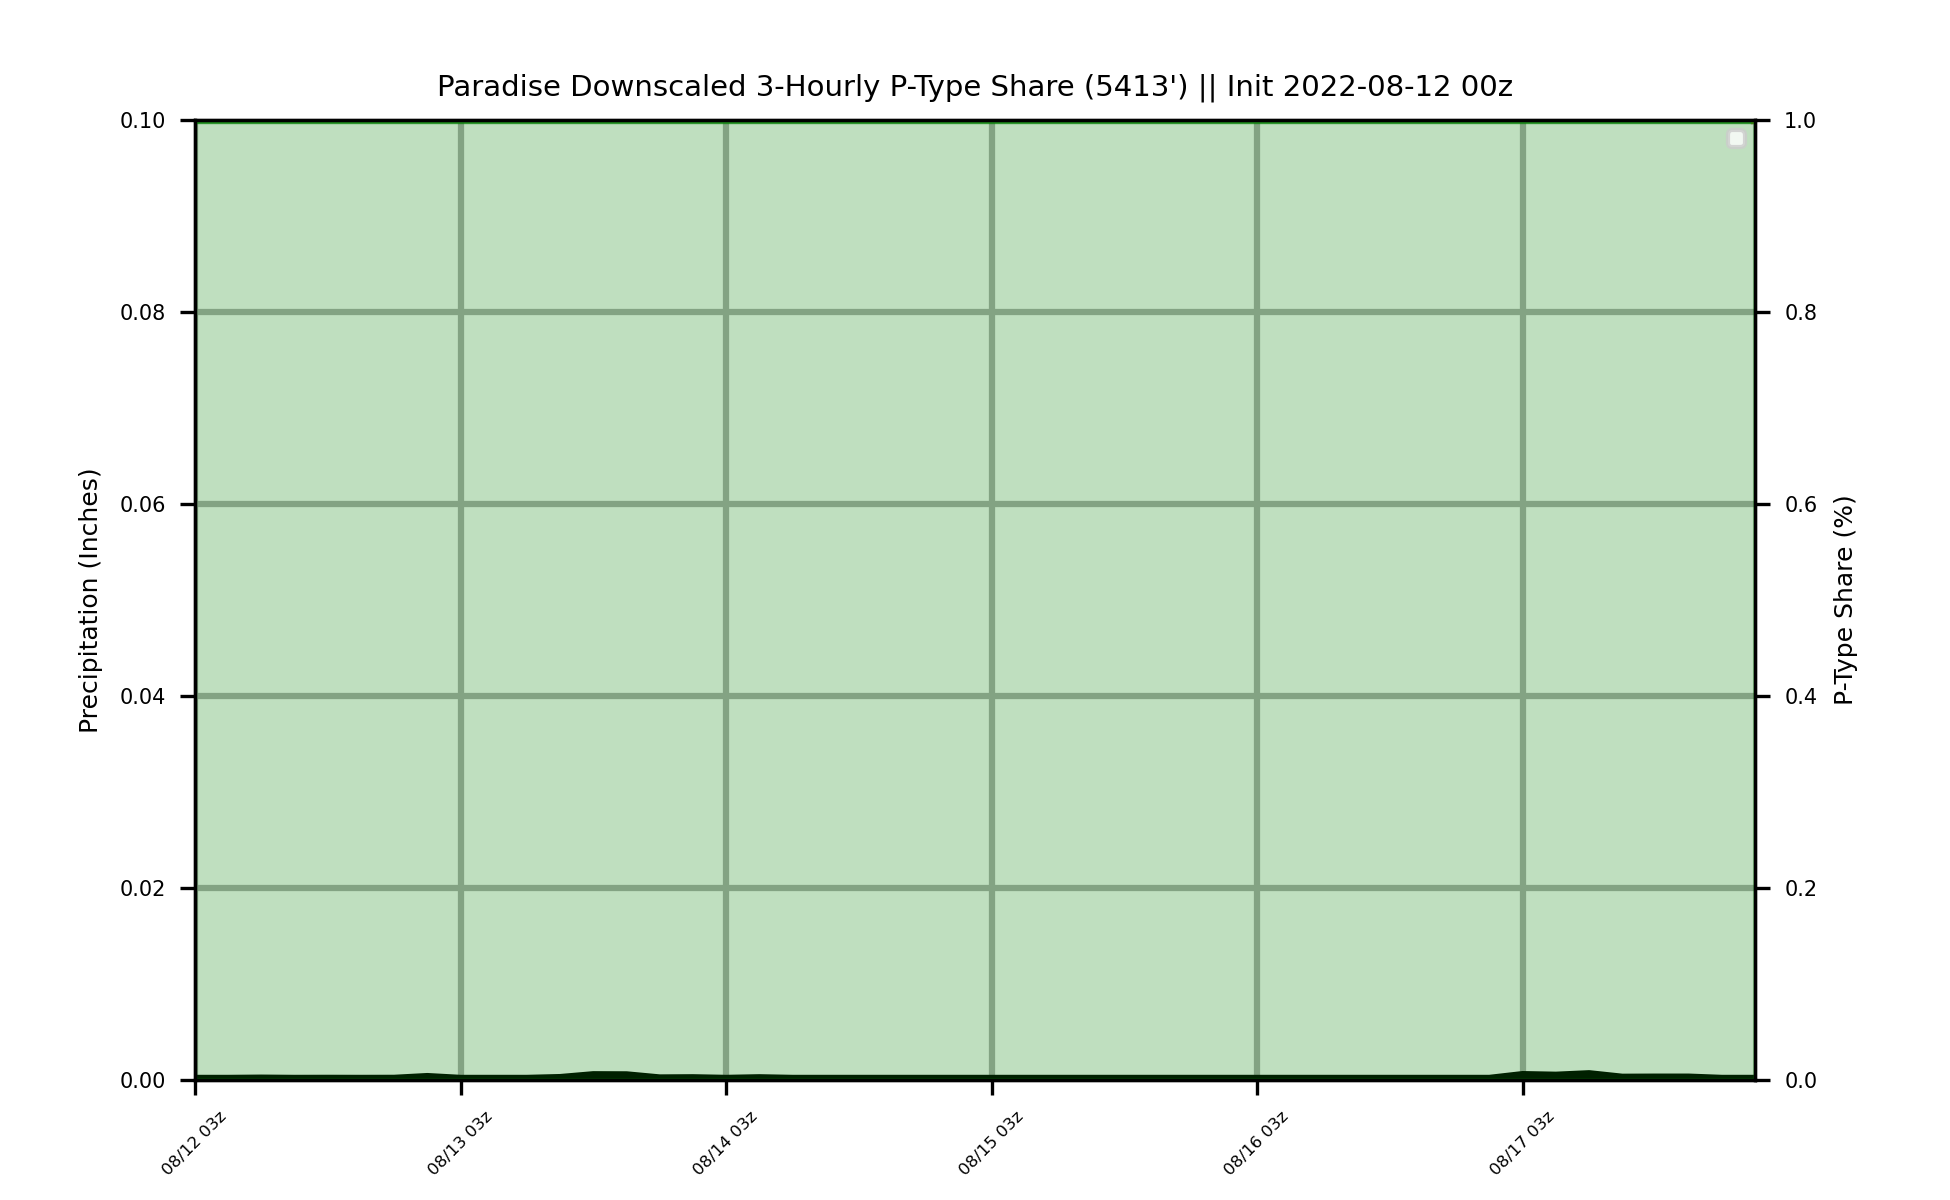 Paradise Downscaled 3-Hourly P-Type Share (5413') || Init 2022-08-12 00z
0.10
0.08
0.06
0.04
0.02
0.00
Precipitation (Inches)
1.0
0.8
0.6
0.4
0.2
0.0
P-Type Share (%)
08/12 03z
08/13 03z
08/14 03z
08/15 03z
08/16 03z
08/17 03z